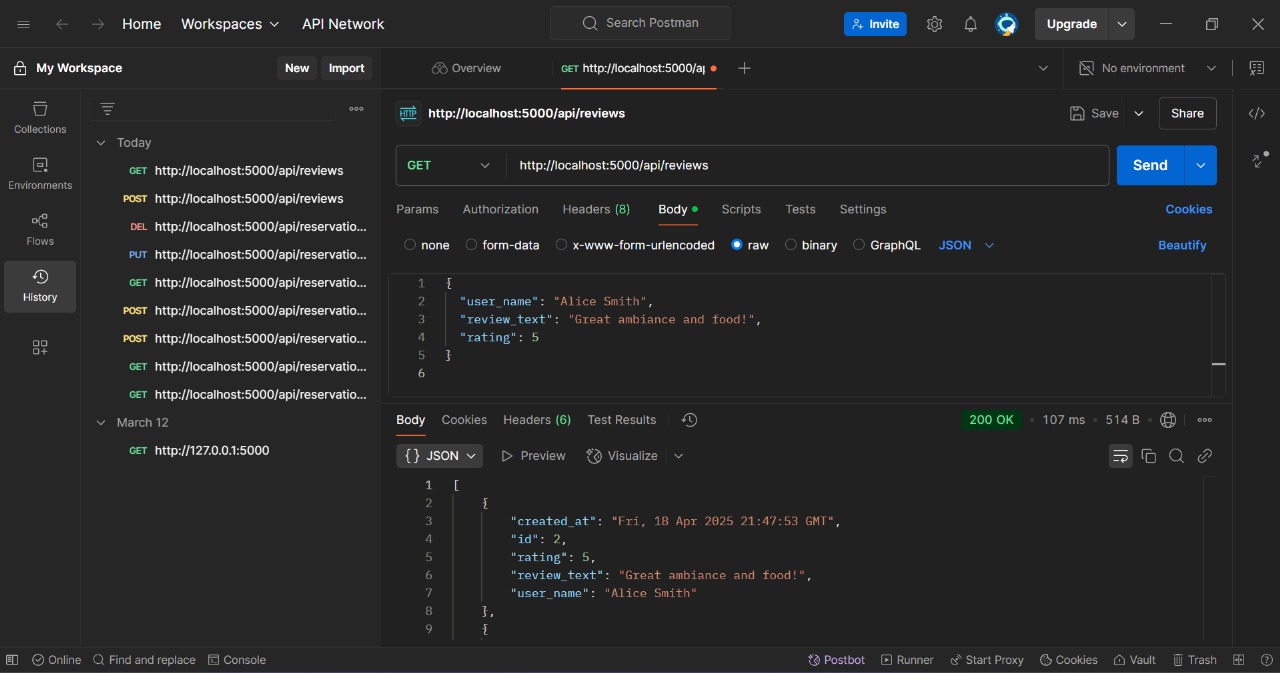 Home Workspaces API Network Search Postman Invite Upgrade
My Workspace New Import Overview GET http://localhost:5000/ap No environment
Collections
Environments
Flows
History
Today
GET http://localhost:5000/api/reviews
POST http://localhost:5000/api/reviews
DEL http://localhost:5000/api/reservatio...
PUT http://localhost:5000/api/reservatio...
GET http://localhost:5000/api/reservatio...
POST http://localhost:5000/api/reservatio...
POST http://localhost:5000/api/reservatio...
GET http://localhost:5000/api/reservatio...
GET http://localhost:5000/api/reservatio...
March 12
GET http://127.0.0.1:5000
HTTP http://localhost:5000/api/reviews Save Share
GET http://localhost:5000/api/reviews Send
Params Authorization Headers (8) Body Scripts Tests Settings Cookies
none form-data x-www-form-urlencoded raw binary GraphQL JSON Beautify
1 {
2 "user_name": "Alice Smith",
3 "review_text": "Great ambiance and food!",
4 "rating": 5
5 }
6
Body Cookies Headers (6) Test Results 200 OK 107 ms 514 B
{} JSON Preview Visualize
1 [
2 {
3 "created_at": "Fri, 18 Apr 2025 21:47:53 GMT",
4 "id": 2,
5 "rating": 5,
6 "review_text": "Great ambiance and food!",
7 "user_name": "Alice Smith"
8 },
9 {
Online Find and replace Console Postbot Runner Start Proxy Cookies Vault Trash